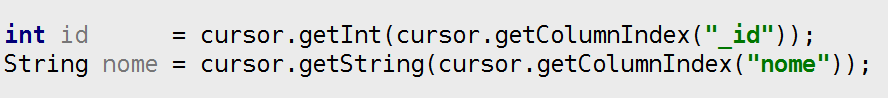 int id      = cursor.getInt(cursor.getColumnIndex("_id"));
String nome = cursor.getString(cursor.getColumnIndex("nome"));